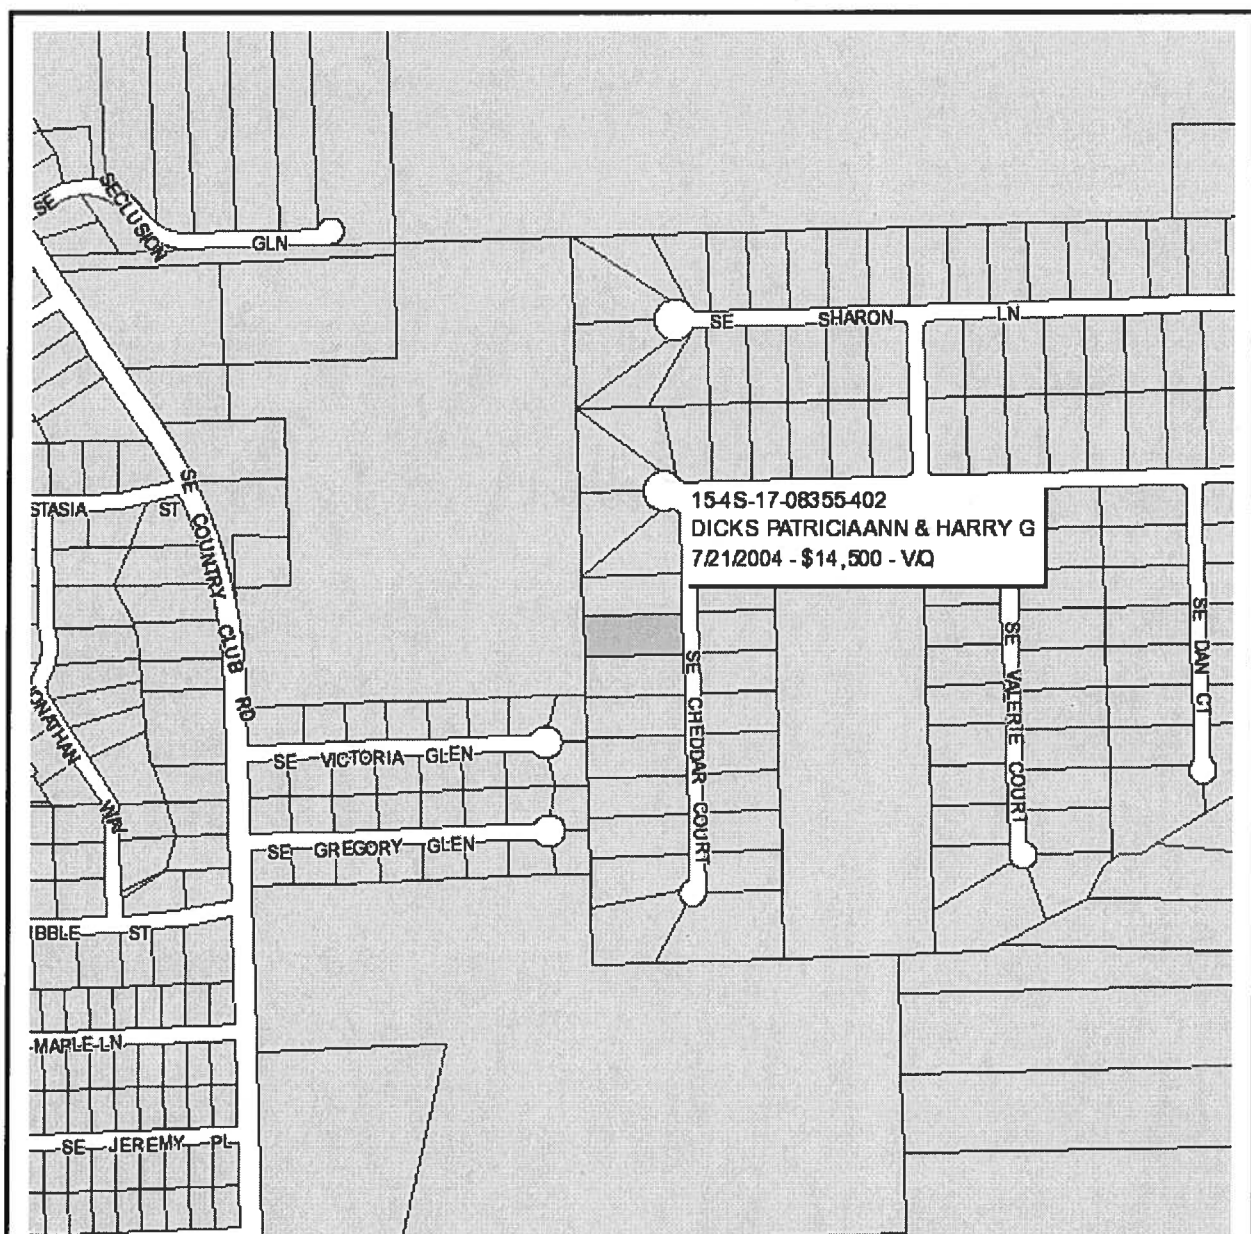 SE SECLUSION GLN
SE SHARON LN
15-4S-17-08355-402
DICKS PATRICIAANN & HARRY G
7/21/2004 - $14,500 - V/Q
STASIA ST
SE COUNTRY CLUB RD
SE CHEDDAR COURT
SE VALERIE COURT
SE DAN CT
ONATHAN WAY
SE VICTORIA GLEN
SE GREGORY GLEN
IBBLE ST
MAPLE LN
SE JEREMY PL